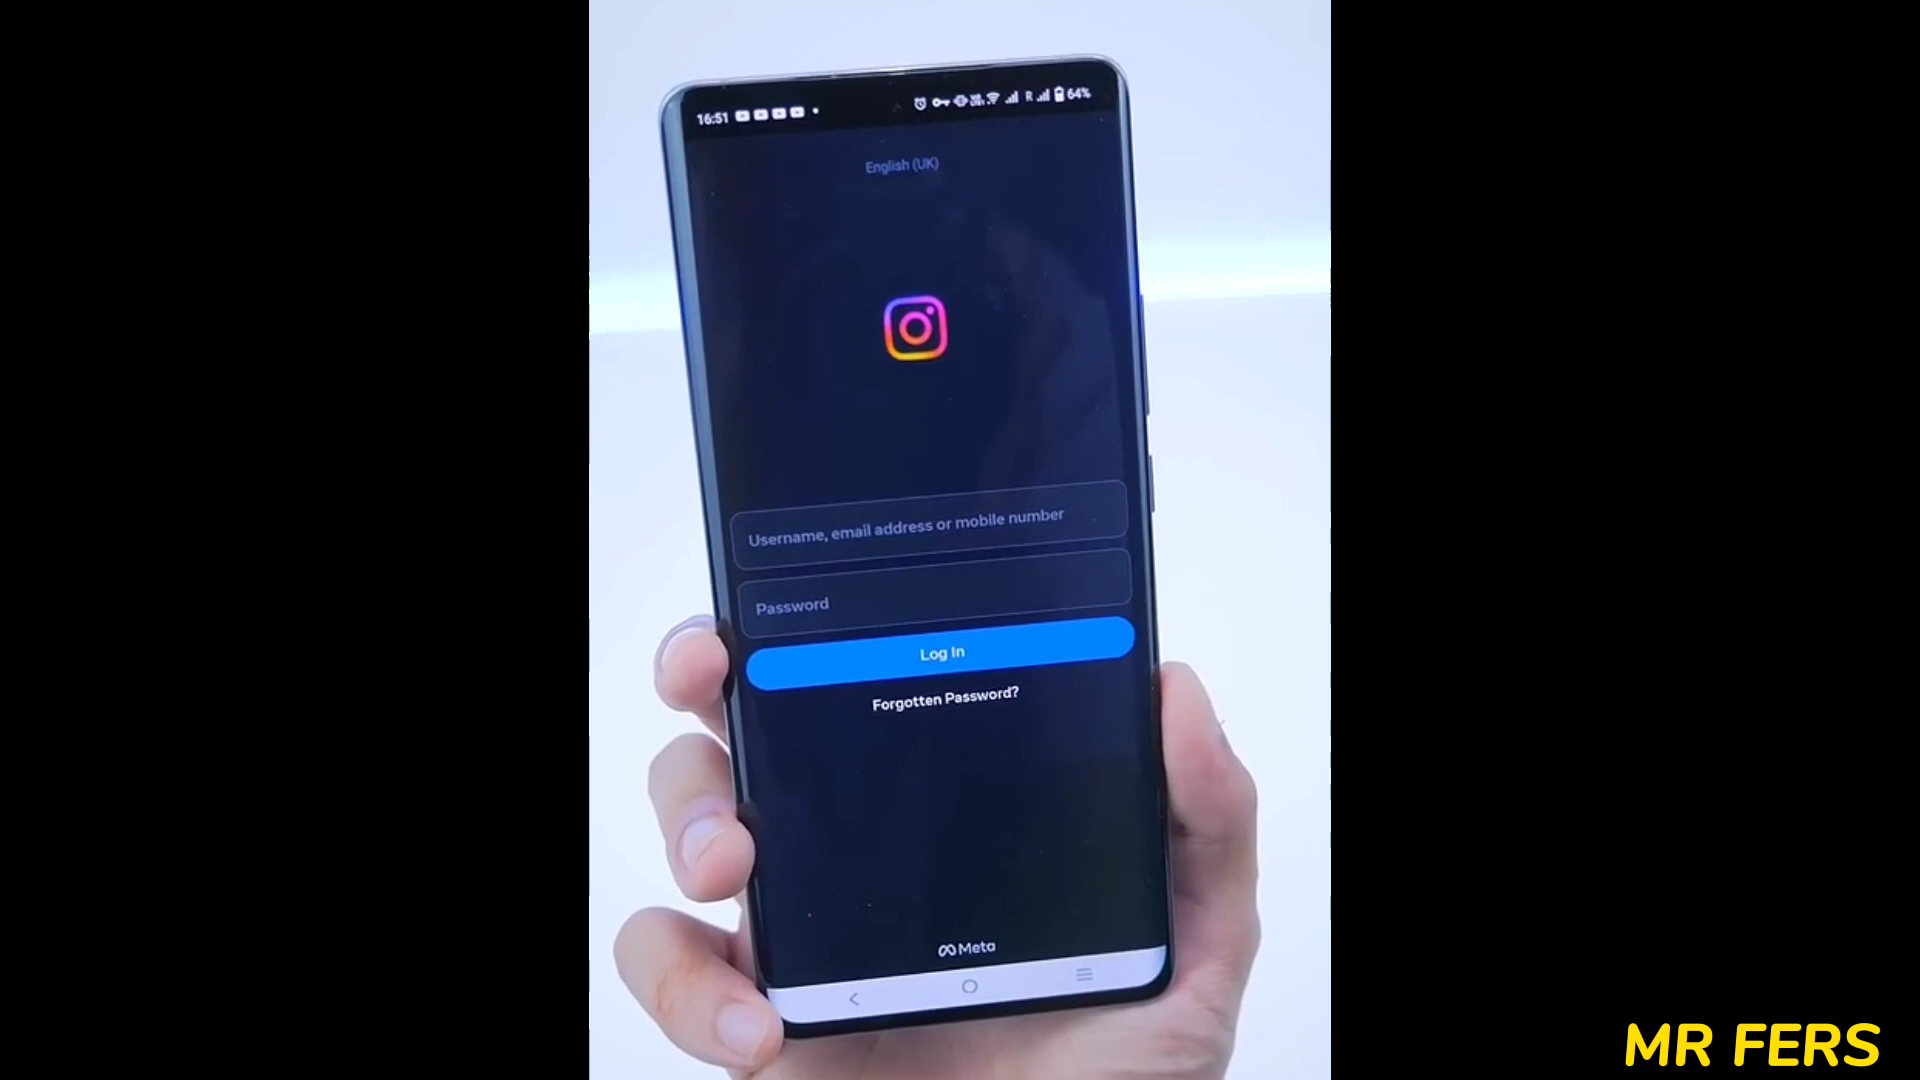 16:51
R 64%
English (UK)
Username, email address or mobile number
Password
Log In
Forgotten Password?
Meta
MR FERS